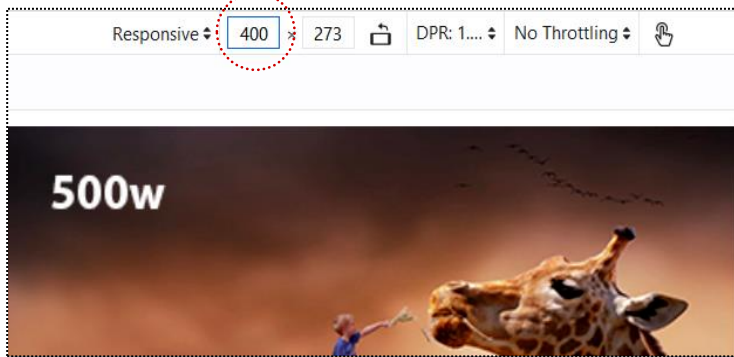 Responsive 400 × 273 DPR: 1.... No Throttling
500w